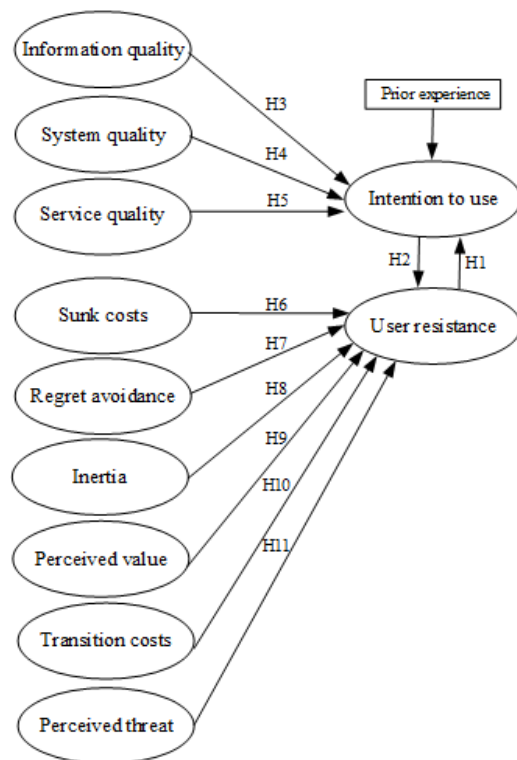 Information quality
H3
Prior experience
System quality
H4
Intention to use
Service quality
H5
H2
H1
Sunk costs
H6
User resistance
H7
Regret avoidance
H8
Inertia
H9
H10
Perceived value
H11
Transition costs
Perceived threat